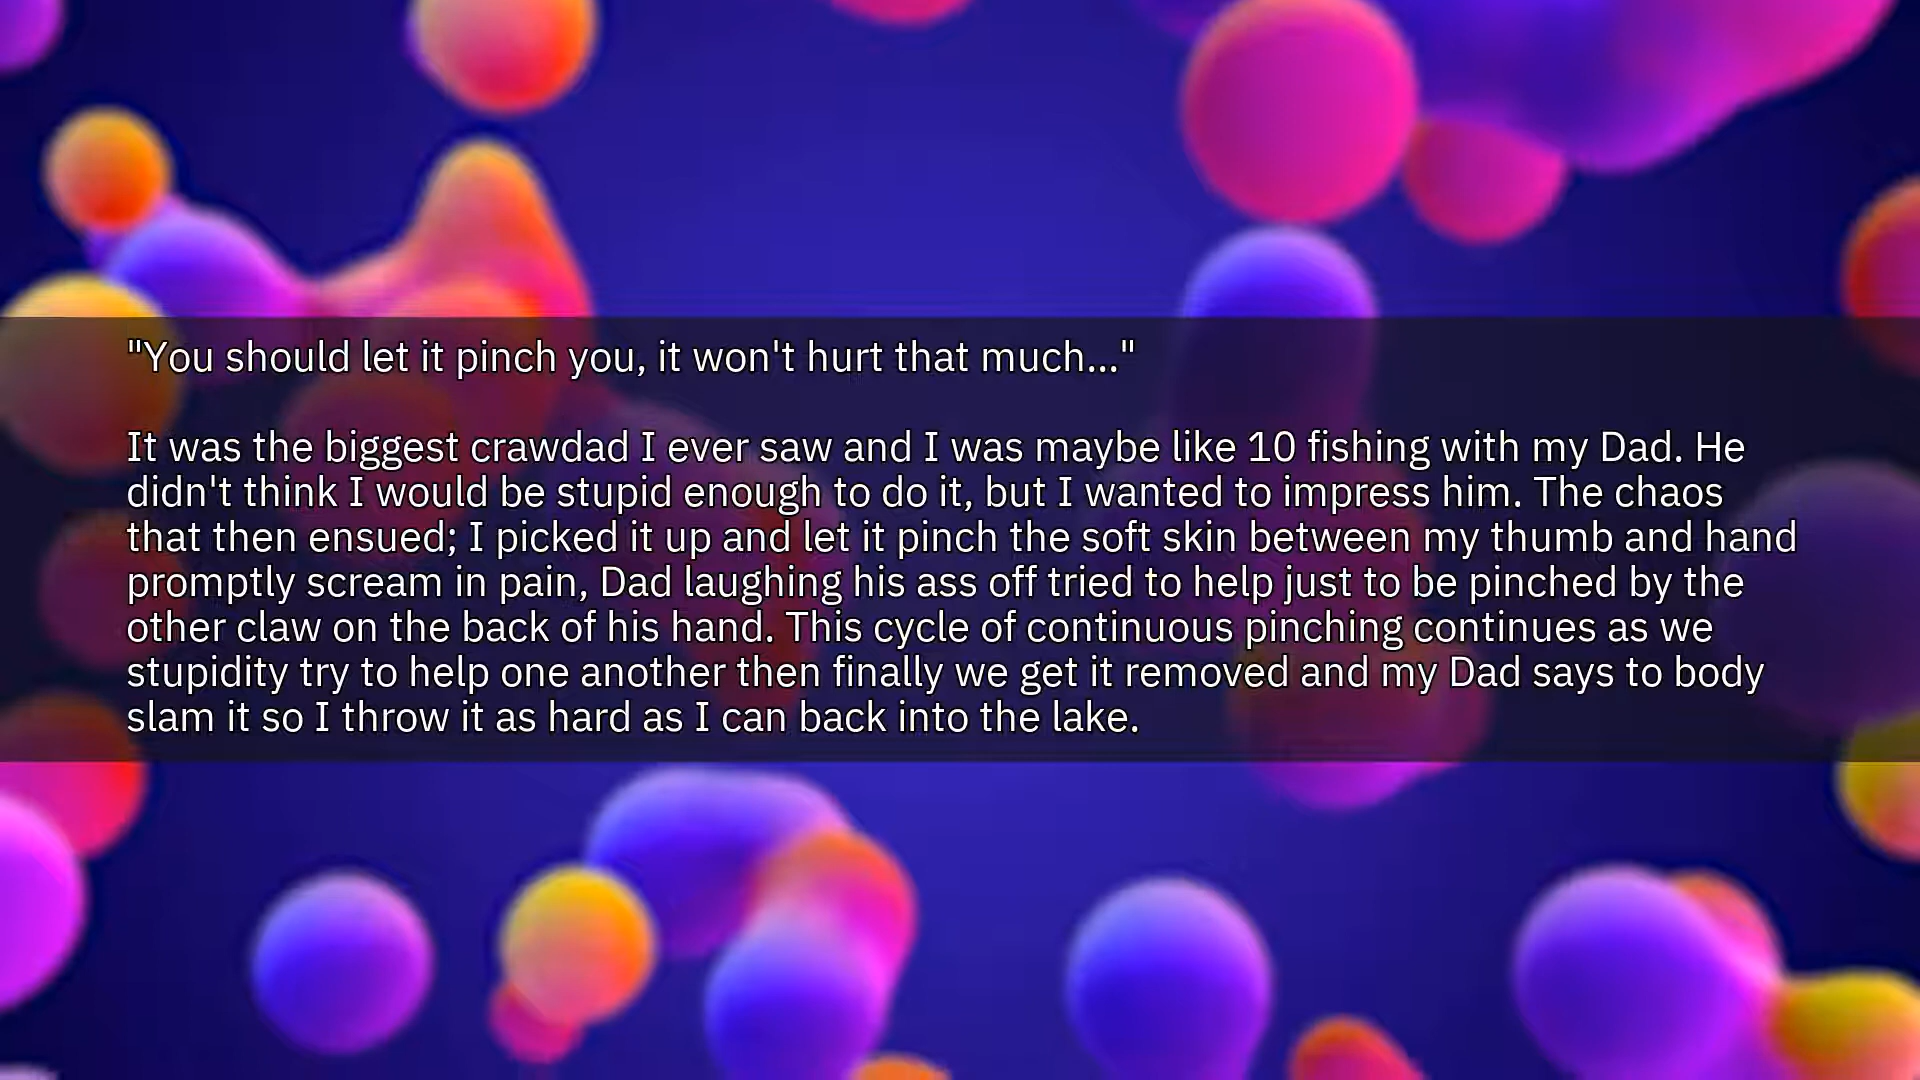 "You should let it pinch you, it won't hurt that much..."
It was the biggest crawdad I ever saw and I was maybe like 10 fishing with my Dad. He
didn't think I would be stupid enough to do it, but I wanted to impress him. The chaos
that then ensued; I picked it up and let it pinch the soft skin between my thumb and hand
promptly scream in pain, Dad laughing his ass off tried to help just to be pinched by the
other claw on the back of his hand. This cycle of continuous pinching continues as we
stupidity try to help one another then finally we get it removed and my Dad says to body
slam it so I throw it as hard as I can back into the lake.